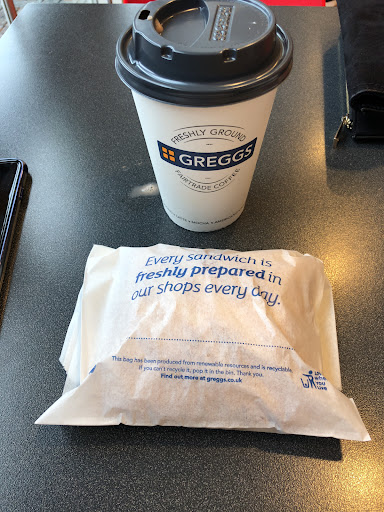 FRESHLY GROUND
GREGGS
FAIRTRADE COFFEE
Every sandwich is
freshly prepared in
our shops every day.
This bag has been produced from renewable resources and is recyclable.
If you can't recycle it, pop it in the bin. Thank you.
Find out more at greggs.co.uk